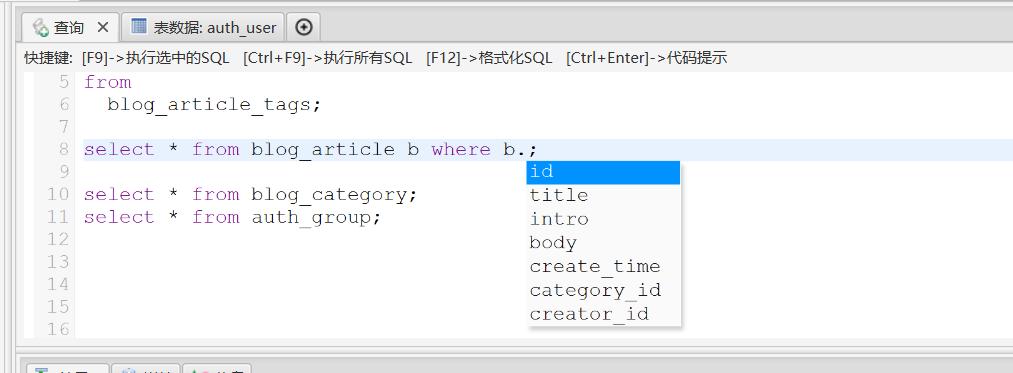 查询 表数据: auth_user
快捷键: [F9]->执行选中的SQL [Ctrl+F9]->执行所有SQL [F12]->格式化SQL [Ctrl+Enter]->代码提示
5 from
6 blog_article_tags;
7
8 select * from blog_article b where b.;
9
id
title
intro
body
create_time
category_id
creator_id
10 select * from blog_category;
11 select * from auth_group;
12
13
14
15
16